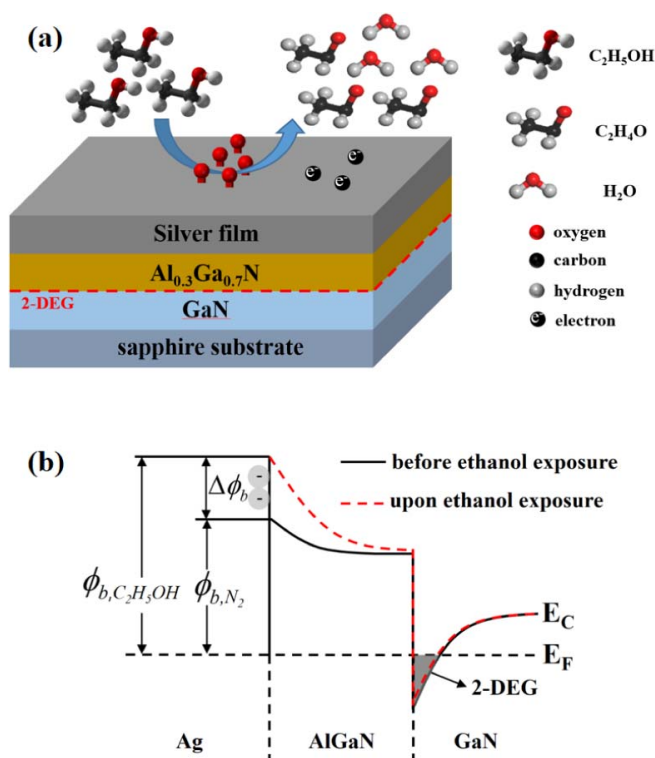 (a)
C2H5OH
C2H4O
H2O
oxygen
carbon
hydrogen
e- electron
e-
e-
e-
Silver film
Al0.3Ga0.7N
2-DEG
GaN
sapphire substrate
(b)
before ethanol exposure
upon ethanol exposure
Δϕb
-
-
ϕb,C2H5OH
ϕb,N2
EC
EF
2-DEG
Ag
AlGaN
GaN